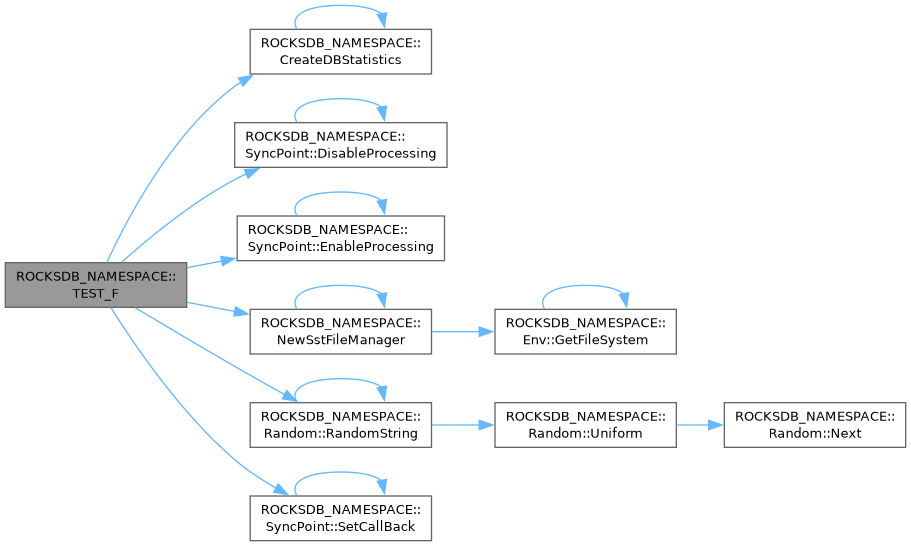 ROCKSDB_NAMESPACE::
CreateDBStatistics
ROCKSDB_NAMESPACE::
SyncPoint::DisableProcessing
ROCKSDB_NAMESPACE::
SyncPoint::EnableProcessing
ROCKSDB_NAMESPACE::
TEST_F
ROCKSDB_NAMESPACE::
NewSstFileManager
ROCKSDB_NAMESPACE::
Env::GetFileSystem
ROCKSDB_NAMESPACE::
Random::RandomString
ROCKSDB_NAMESPACE::
Random::Uniform
ROCKSDB_NAMESPACE::
Random::Next
ROCKSDB_NAMESPACE::
SyncPoint::SetCallBack